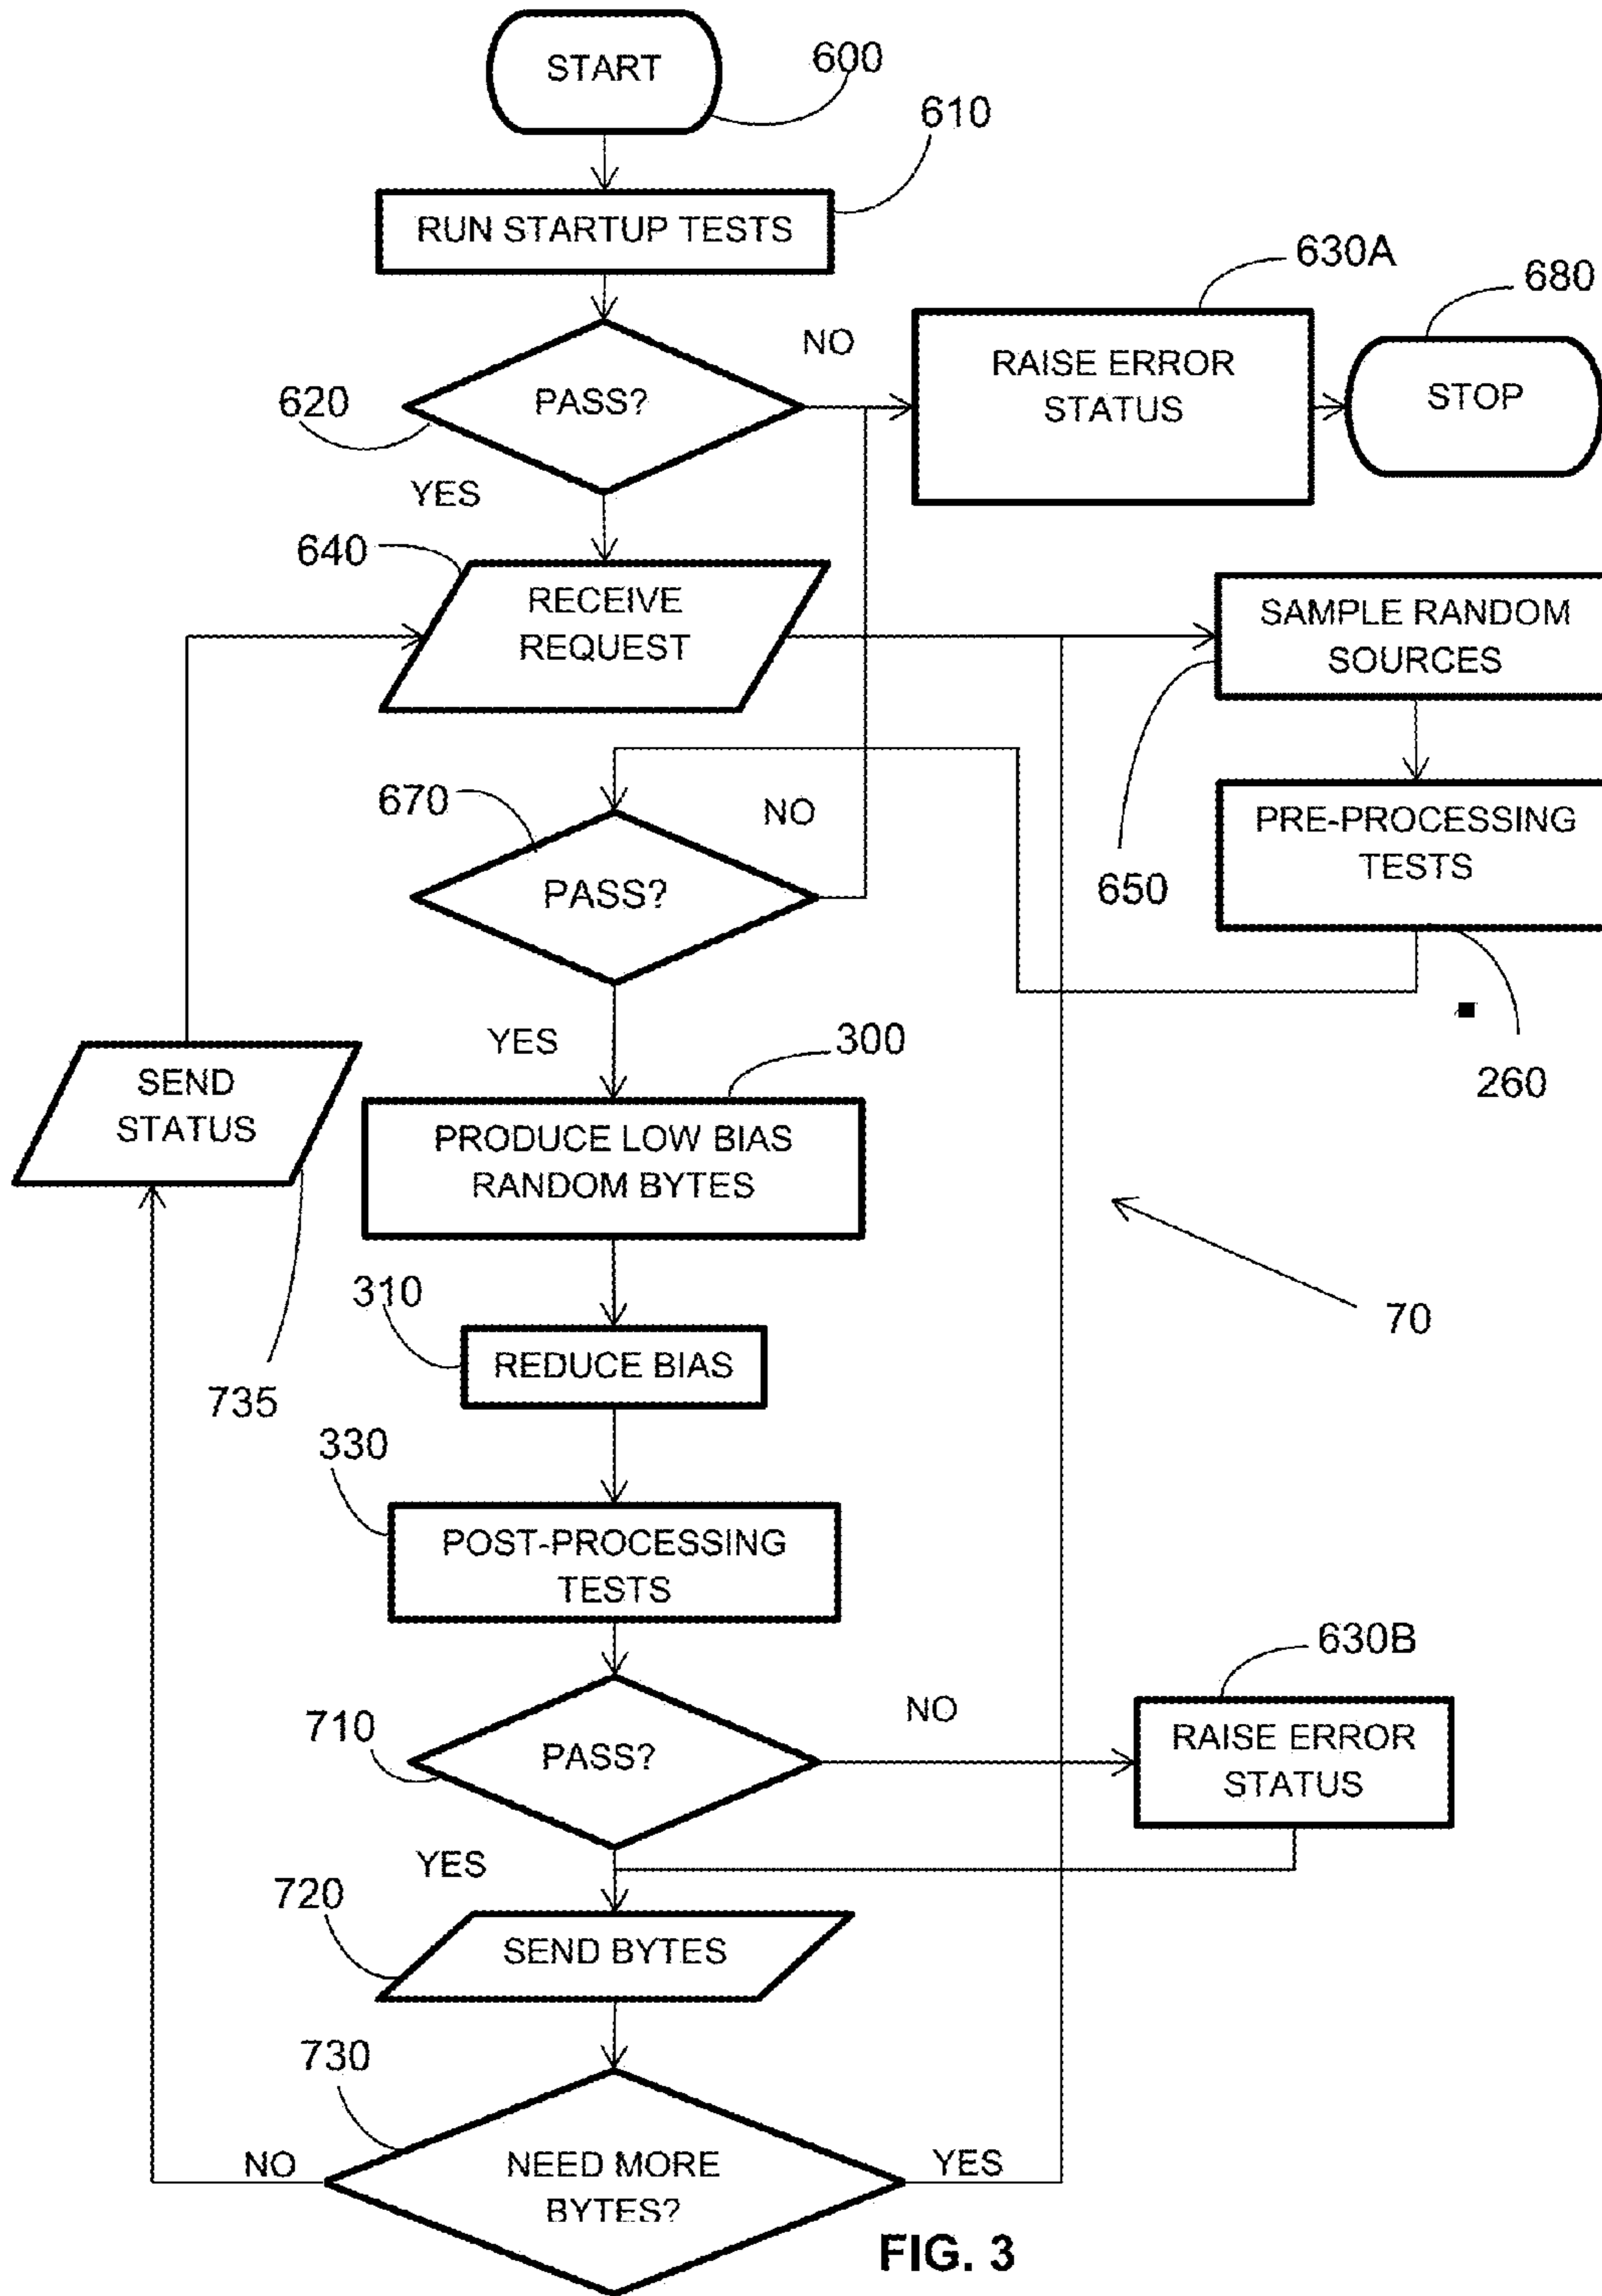 START
600
610
RUN STARTUP TESTS
630A
680
NO
RAISE ERROR
STATUS
STOP
620
PASS?
YES
640
RECEIVE
REQUEST
SAMPLE RANDOM
SOURCES
650
670
NO
PASS?
PRE-PROCESSING
TESTS
260
YES
300
SEND
STATUS
735
PRODUCE LOW BIAS
RANDOM BYTES
70
310
REDUCE BIAS
330
POST-PROCESSING
TESTS
630B
710
NO
PASS?
RAISE ERROR
STATUS
YES
720
SEND BYTES
730
NO
NEED MORE
BYTES?
YES
FIG. 3